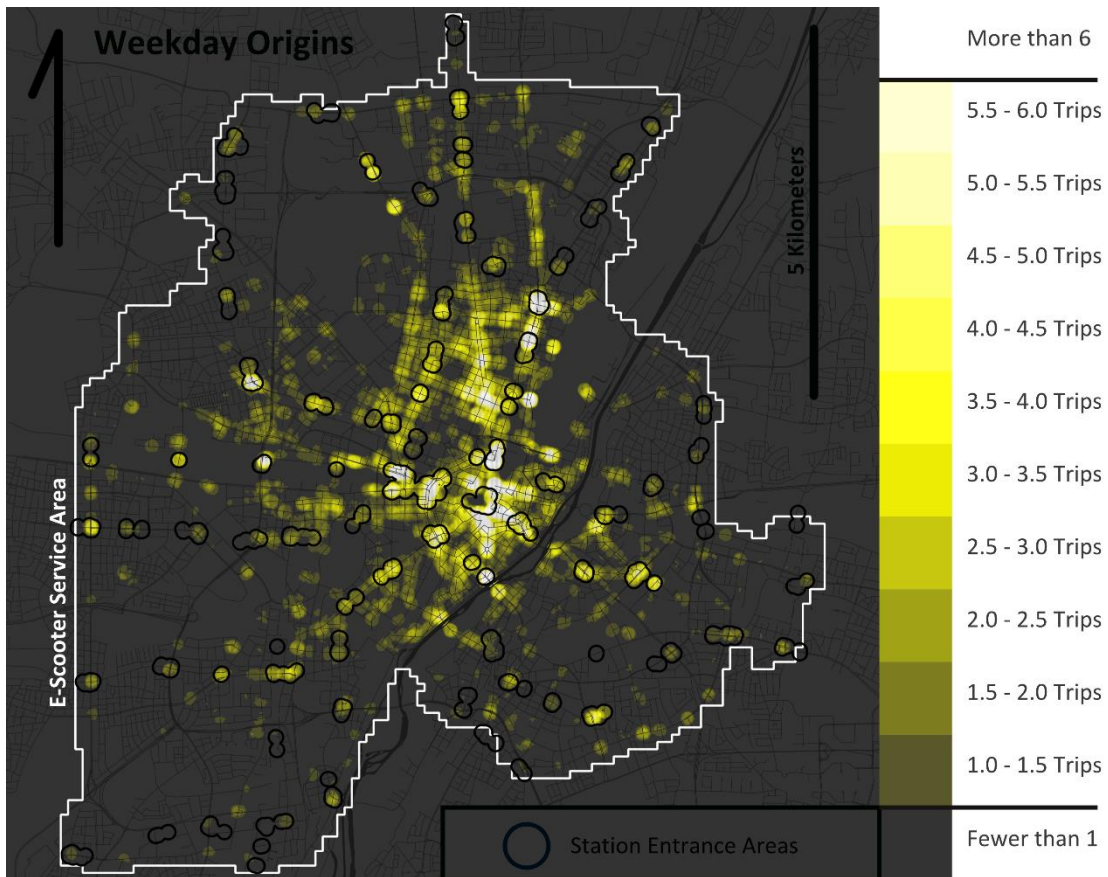 Weekday Origins
5 Kilometers
E-Scooter Service Area
Station Entrance Areas
More than 6
5.5 - 6.0 Trips
5.0 - 5.5 Trips
4.5 - 5.0 Trips
4.0 - 4.5 Trips
3.5 - 4.0 Trips
3.0 - 3.5 Trips
2.5 - 3.0 Trips
2.0 - 2.5 Trips
1.5 - 2.0 Trips
1.0 - 1.5 Trips
Fewer than 1